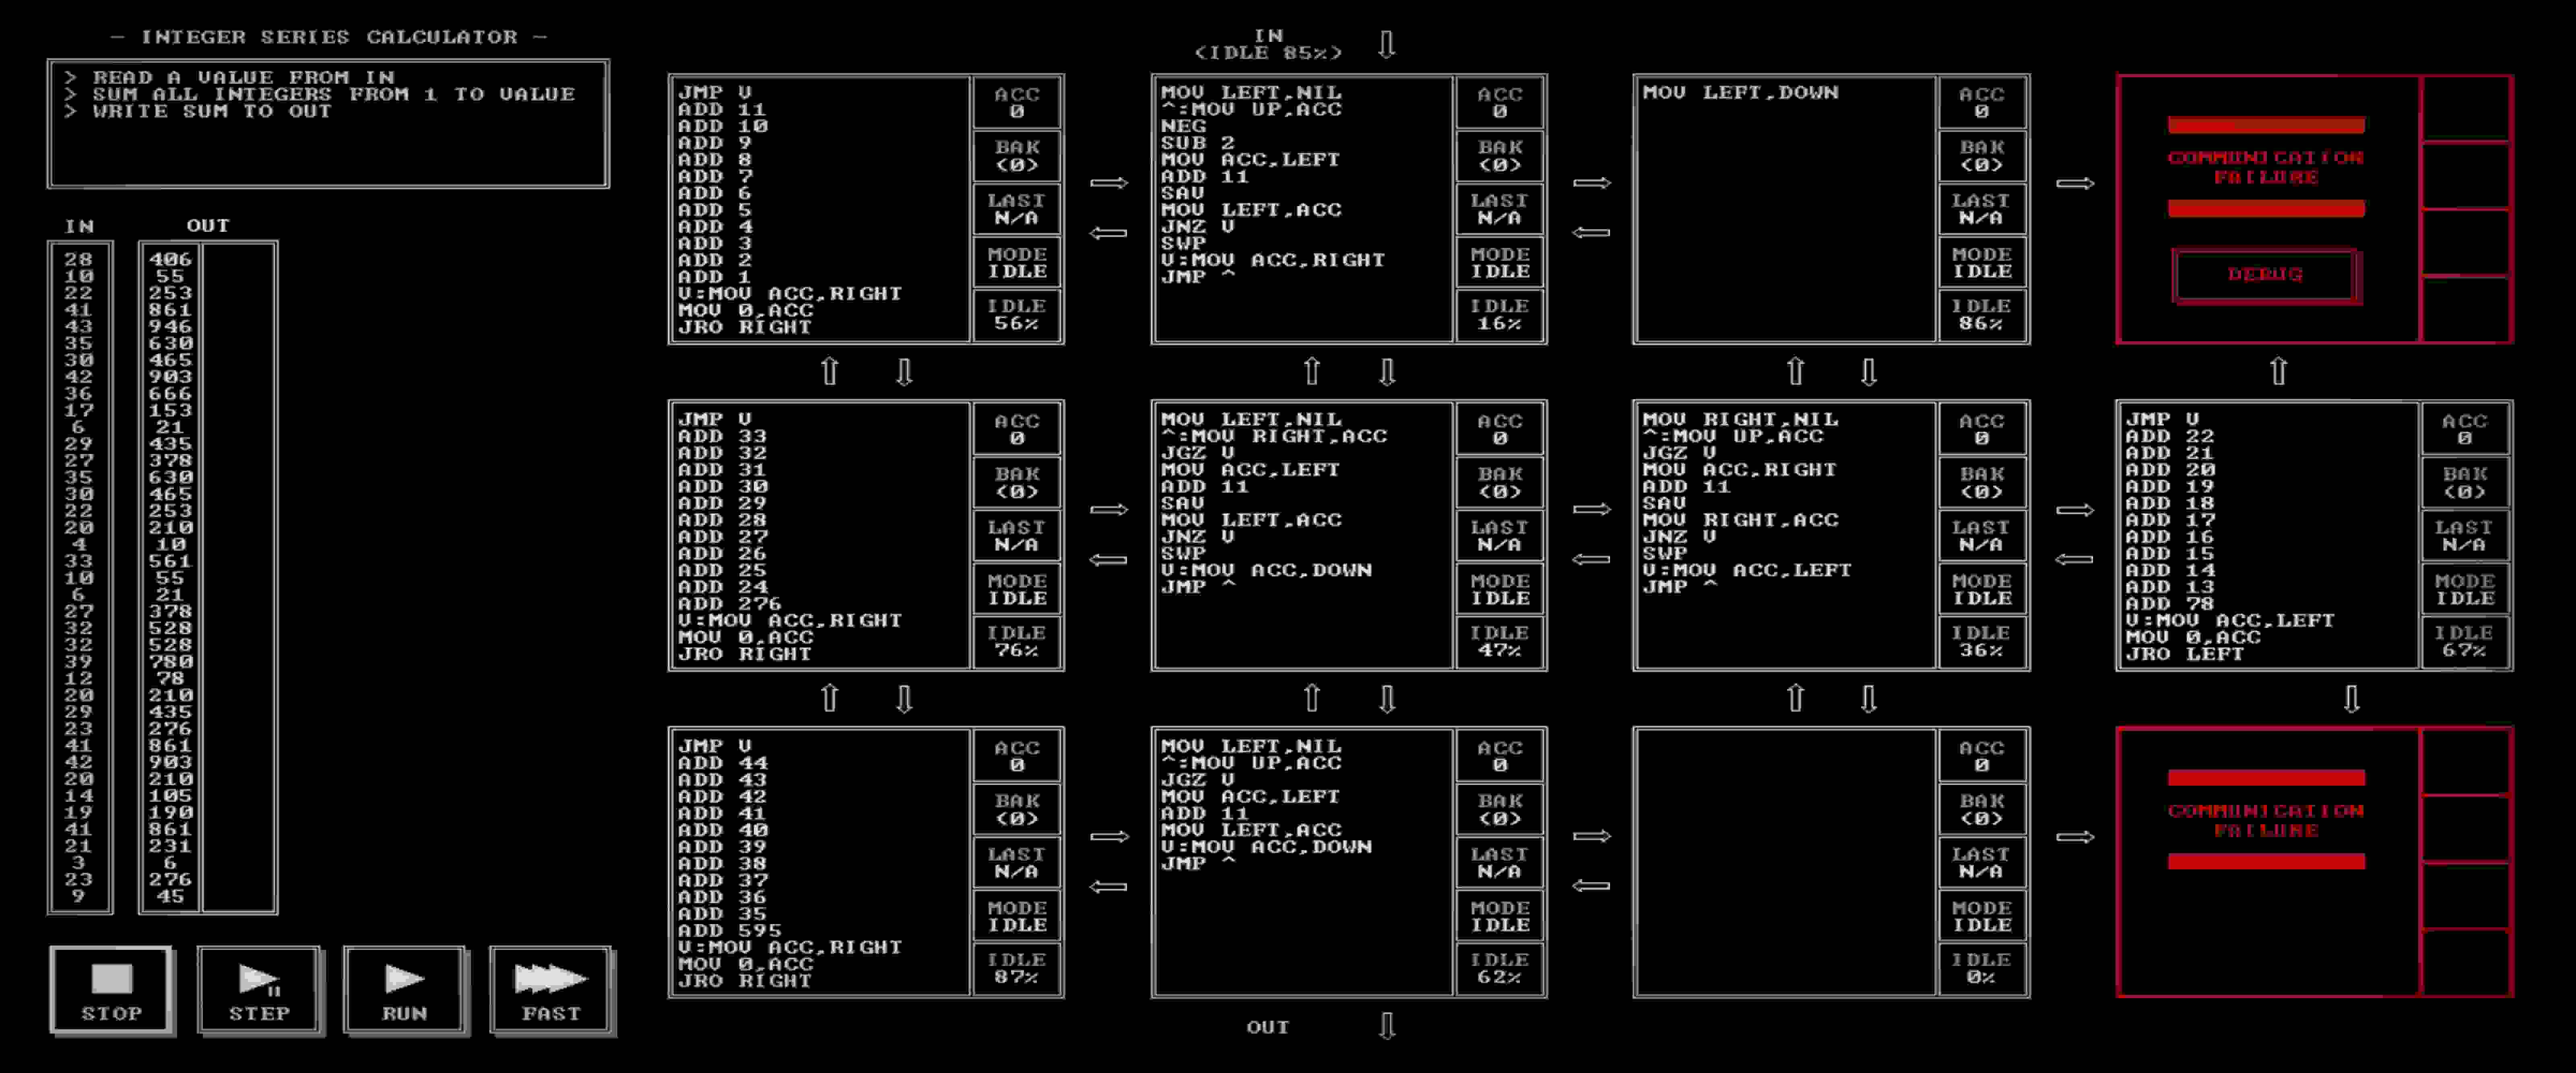 - INTEGER SERIES CALCULATOR -
> READ A VALUE FROM IN
> SUM ALL INTEGERS FROM 1 TO VALUE
> WRITE SUM TO OUT
IN OUT
28 406
10 55
22 253
41 861
43 946
35 630
30 465
42 903
36 666
17 153
6 21
29 435
27 378
35 630
30 465
22 253
20 210
4 10
33 561
10 55
6 21
27 378
32 528
32 528
39 780
12 78
20 210
29 435
23 276
41 861
42 903
20 210
14 105
19 190
41 861
21 231
3 6
23 276
9 45
STOP
STEP
RUN
FAST
IN
(IDLE 85%)
JMP V
ADD 11
ADD 10
ADD 9
ADD 8
ADD 7
ADD 6
ADD 5
ADD 4
ADD 3
ADD 2
ADD 1
V:MOV ACC,RIGHT
MOV 0,ACC
JRO RIGHT
ACC
0
BAK
(0)
LAST
N/A
MODE
IDLE
IDLE
56%
MOV LEFT,NIL
^:MOV UP,ACC
NEG
SUB 2
MOV ACC,LEFT
ADD 11
SAV
MOV LEFT,ACC
JNZ V
SWP
V:MOV ACC,RIGHT
JMP ^
ACC
0
BAK
(0)
LAST
N/A
MODE
IDLE
IDLE
16%
MOV LEFT,DOWN
ACC
0
BAK
(0)
LAST
N/A
MODE
IDLE
IDLE
86%
COMMUNICATION
FAILURE
DEBUG
JMP V
ADD 33
ADD 32
ADD 31
ADD 30
ADD 29
ADD 28
ADD 27
ADD 26
ADD 25
ADD 24
ADD 276
V:MOV ACC,RIGHT
MOV 0,ACC
JRO RIGHT
ACC
0
BAK
(0)
LAST
N/A
MODE
IDLE
IDLE
76%
MOV LEFT,NIL
^:MOV RIGHT,ACC
JGZ V
MOV ACC,LEFT
ADD 11
SAV
MOV LEFT,ACC
JNZ V
SWP
V:MOV ACC,DOWN
JMP ^
ACC
0
BAK
(0)
LAST
N/A
MODE
IDLE
IDLE
47%
MOV RIGHT,NIL
^:MOV UP,ACC
JGZ V
MOV ACC,RIGHT
ADD 11
SAV
MOV RIGHT,ACC
JNZ V
SWP
V:MOV ACC,LEFT
JMP ^
ACC
0
BAK
(0)
LAST
N/A
MODE
IDLE
IDLE
36%
JMP V
ADD 22
ADD 21
ADD 20
ADD 19
ADD 18
ADD 17
ADD 16
ADD 15
ADD 14
ADD 13
ADD 78
V:MOV ACC,LEFT
MOV 0,ACC
JRO LEFT
ACC
0
BAK
(0)
LAST
N/A
MODE
IDLE
IDLE
67%
JMP V
ADD 44
ADD 43
ADD 42
ADD 41
ADD 40
ADD 39
ADD 38
ADD 37
ADD 36
ADD 35
ADD 595
V:MOV ACC,RIGHT
MOV 0,ACC
JRO RIGHT
ACC
0
BAK
(0)
LAST
N/A
MODE
IDLE
IDLE
87%
MOV LEFT,NIL
^:MOV UP,ACC
JGZ V
MOV ACC,LEFT
ADD 11
MOV LEFT,ACC
V:MOV ACC,DOWN
JMP ^
ACC
0
BAK
(0)
LAST
N/A
MODE
IDLE
IDLE
62%
ACC
0
BAK
(0)
LAST
N/A
MODE
IDLE
IDLE
0%
COMMUNICATION
FAILURE
OUT